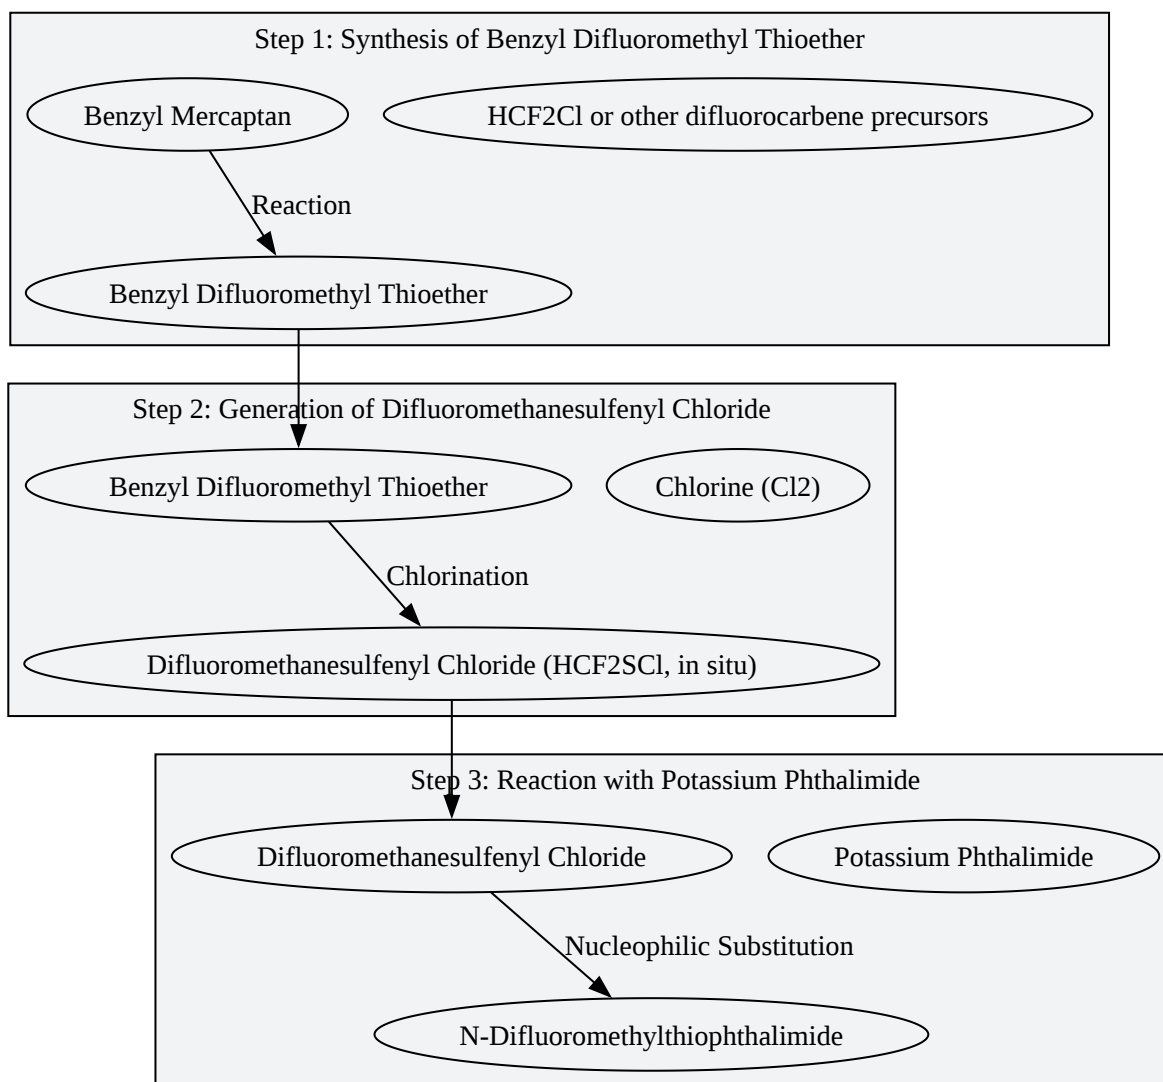 Step 1: Synthesis of Benzyl Difluoromethyl Thioether
Benzyl Mercaptan
HCF2Cl or other difluorocarbene precursors
Reaction
Benzyl Difluoromethyl Thioether
Step 2: Generation of Difluoromethanesulfenyl Chloride
Benzyl Difluoromethyl Thioether
Chlorine (Cl2)
Chlorination
Difluoromethanesulfenyl Chloride (HCF2SCl, in situ)
Step 3: Reaction with Potassium Phthalimide
Difluoromethanesulfenyl Chloride
Potassium Phthalimide
Nucleophilic Substitution
N-Difluoromethylthiophthalimide